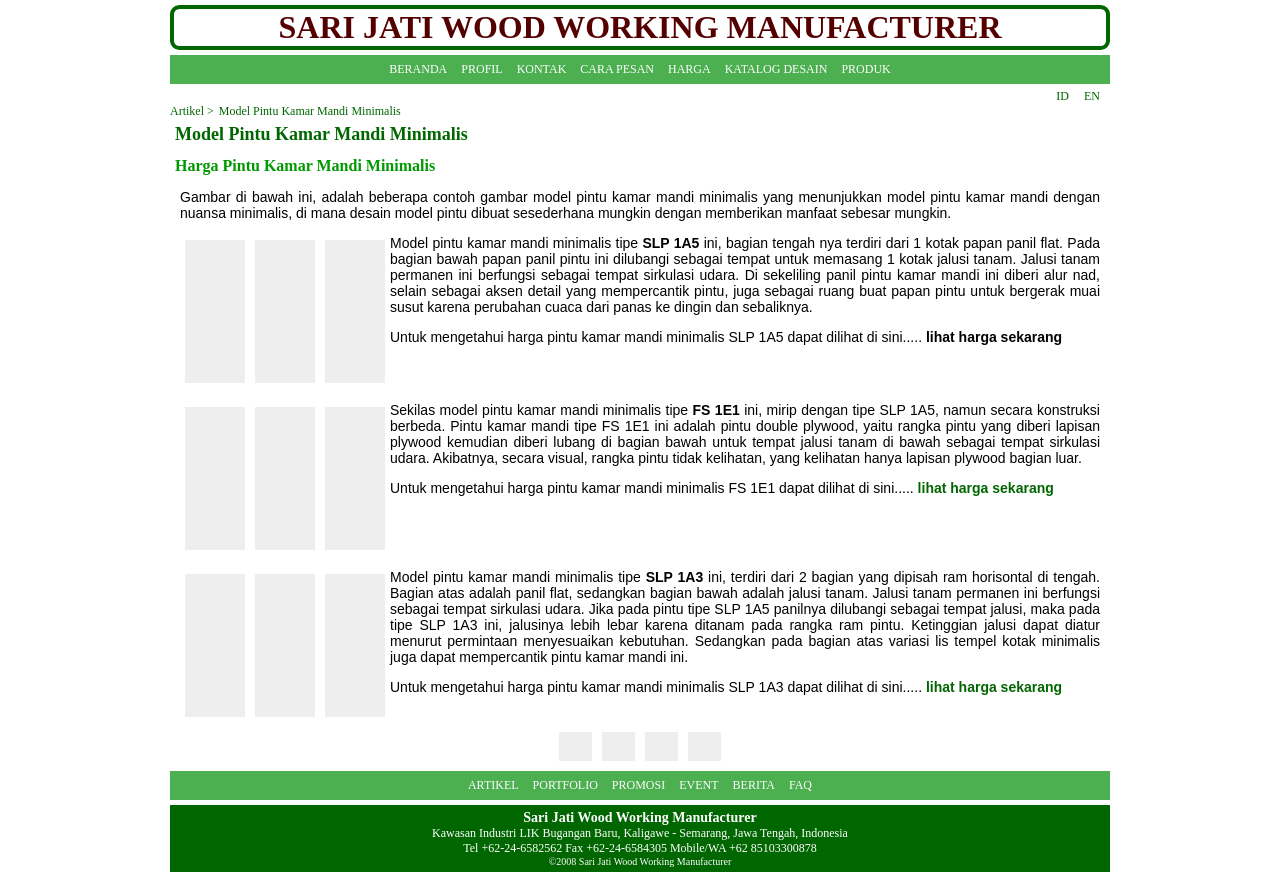 SARI JATI WOOD WORKING MANUFACTURER
BERANDA PROFIL KONTAK CARA PESAN HARGA KATALOG DESAIN PRODUK
ID EN
Artikel > Model Pintu Kamar Mandi Minimalis
Model Pintu Kamar Mandi Minimalis
Harga Pintu Kamar Mandi Minimalis
Gambar di bawah ini, adalah beberapa contoh gambar model pintu kamar mandi minimalis yang menunjukkan model pintu kamar mandi dengan
nuansa minimalis, di mana desain model pintu dibuat sesederhana mungkin dengan memberikan manfaat sebesar mungkin.
Model pintu kamar mandi minimalis tipe SLP 1A5 ini, bagian tengah nya terdiri dari 1 kotak papan panil flat. Pada
bagian bawah papan panil pintu ini dilubangi sebagai tempat untuk memasang 1 kotak jalusi tanam. Jalusi tanam
permanen ini berfungsi sebagai tempat sirkulasi udara. Di sekeliling panil pintu kamar mandi ini diberi alur nad,
selain sebagai aksen detail yang mempercantik pintu, juga sebagai ruang buat papan pintu untuk bergerak muai
susut karena perubahan cuaca dari panas ke dingin dan sebaliknya.
Untuk mengetahui harga pintu kamar mandi minimalis SLP 1A5 dapat dilihat di sini..... lihat harga sekarang
Sekilas model pintu kamar mandi minimalis tipe FS 1E1 ini, mirip dengan tipe SLP 1A5, namun secara konstruksi
berbeda. Pintu kamar mandi tipe FS 1E1 ini adalah pintu double plywood, yaitu rangka pintu yang diberi lapisan
plywood kemudian diberi lubang di bagian bawah untuk tempat jalusi tanam di bawah sebagai tempat sirkulasi
udara. Akibatnya, secara visual, rangka pintu tidak kelihatan, yang kelihatan hanya lapisan plywood bagian luar.
Untuk mengetahui harga pintu kamar mandi minimalis FS 1E1 dapat dilihat di sini..... lihat harga sekarang
Model pintu kamar mandi minimalis tipe SLP 1A3 ini, terdiri dari 2 bagian yang dipisah ram horisontal di tengah.
Bagian atas adalah panil flat, sedangkan bagian bawah adalah jalusi tanam. Jalusi tanam permanen ini berfungsi
sebagai tempat sirkulasi udara. Jika pada pintu tipe SLP 1A5 panilnya dilubangi sebagai tempat jalusi, maka pada
tipe SLP 1A3 ini, jalusinya lebih lebar karena ditanam pada rangka ram pintu. Ketinggian jalusi dapat diatur
menurut permintaan menyesuaikan kebutuhan. Sedangkan pada bagian atas variasi lis tempel kotak minimalis
juga dapat mempercantik pintu kamar mandi ini.
Untuk mengetahui harga pintu kamar mandi minimalis SLP 1A3 dapat dilihat di sini..... lihat harga sekarang
ARTIKEL PORTFOLIO PROMOSI EVENT BERITA FAQ
Sari Jati Wood Working Manufacturer
Kawasan Industri LIK Bugangan Baru, Kaligawe - Semarang, Jawa Tengah, Indonesia
Tel +62-24-6582562 Fax +62-24-6584305 Mobile/WA +62 85103300878
©2008 Sari Jati Wood Working Manufacturer